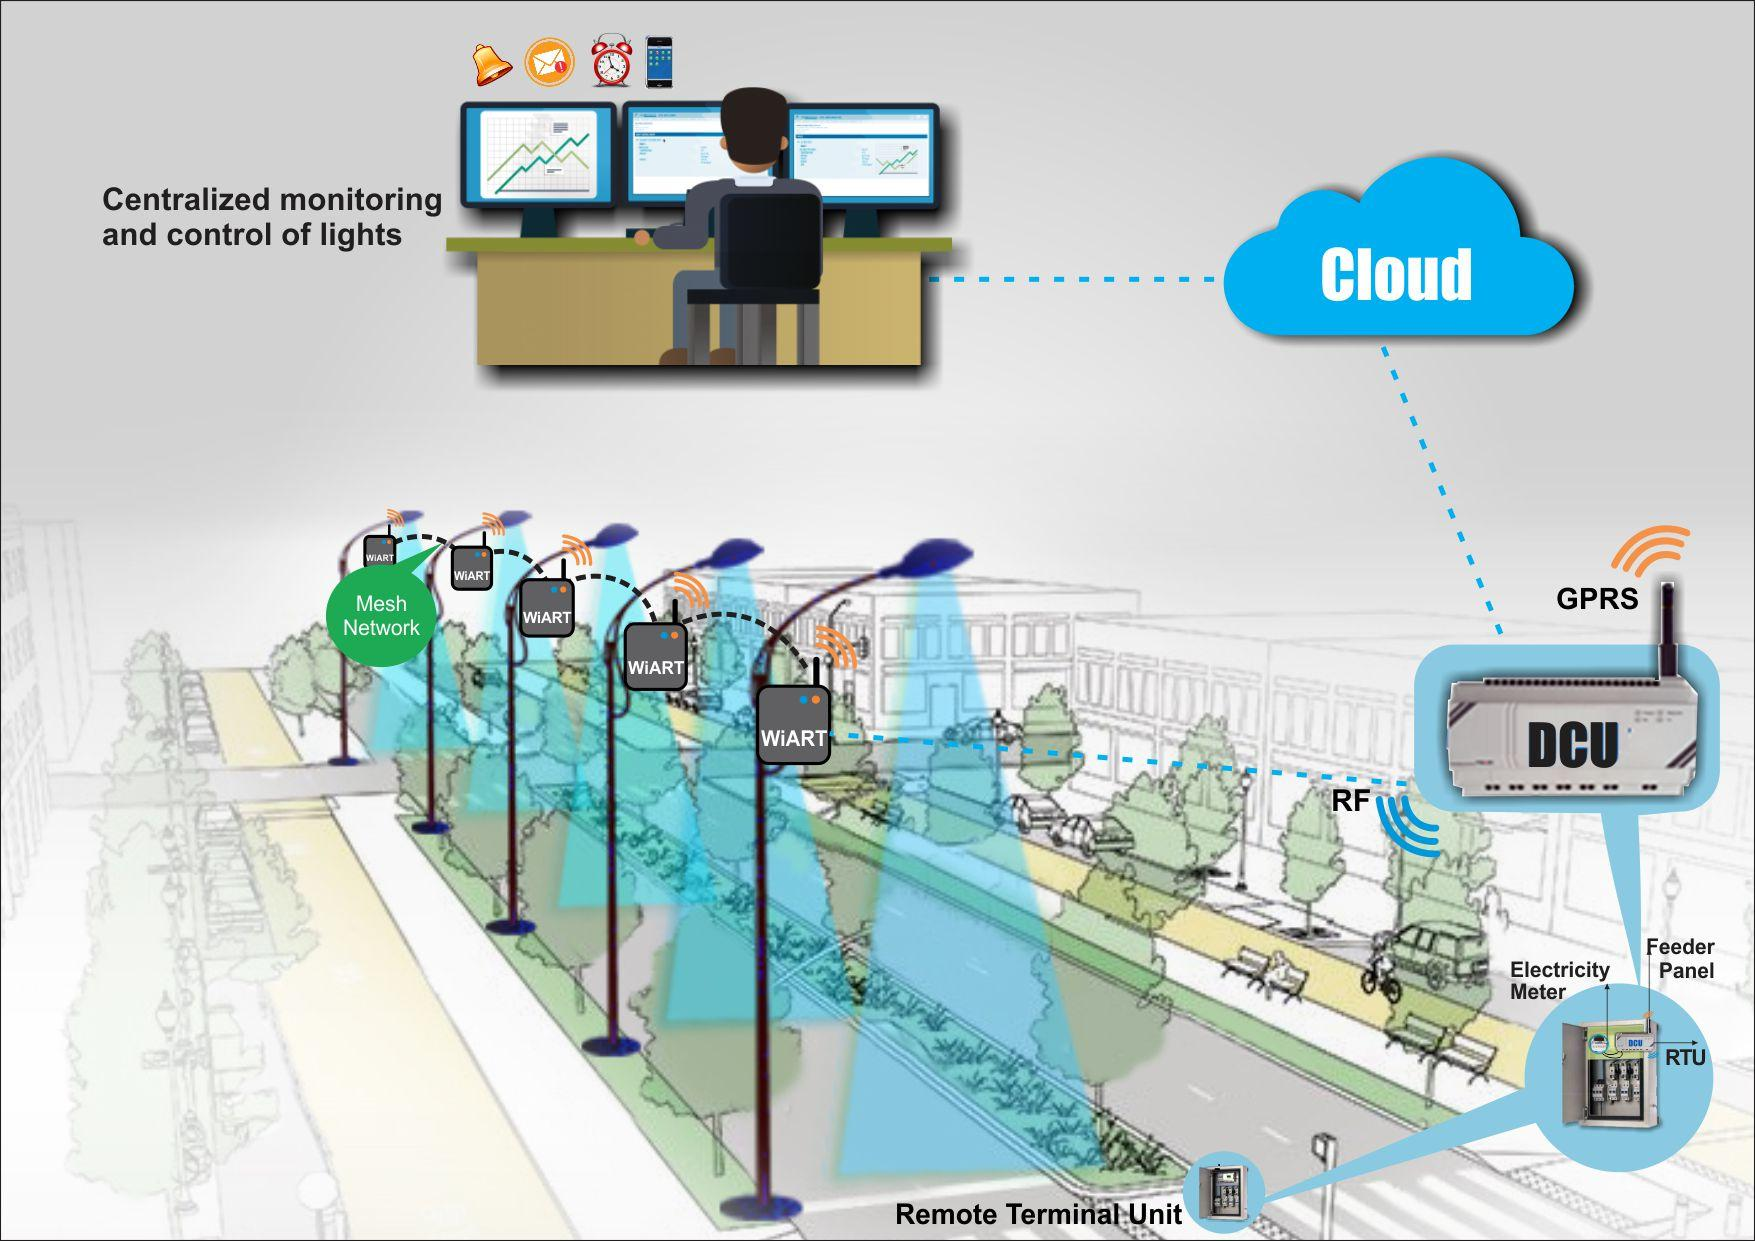 Centralized monitoring
and control of lights
Cloud
GPRS
WiART
WiART
WiART
WiART
WiART
Mesh
Network
DCU
RF
Feeder
Panel
Electricity
Meter
DCU
RTU
Remote Terminal Unit